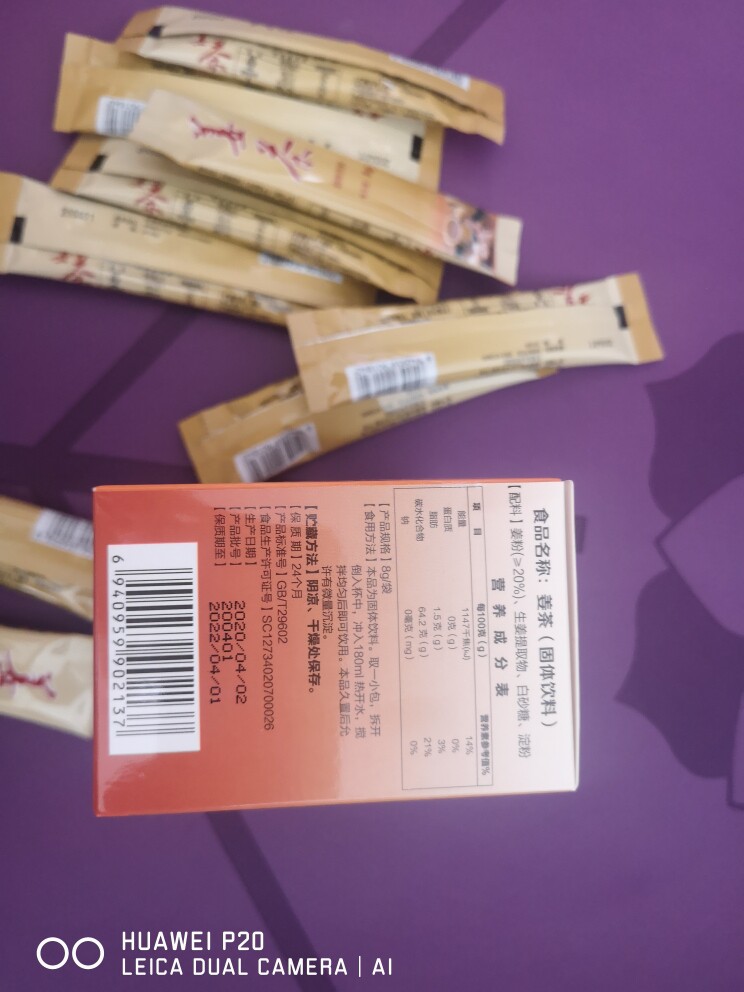 食品名称：姜茶（固体饮料）
【配料】姜粉(≥20%)、生姜提取物、白砂糖、淀粉
营养成分表
项目 每100克(g) 营养素参考值%
能量 1147千焦(kJ) 14%
蛋白质 0克(g) 0%
脂肪 1.5克(g) 3%
碳水化合物 64.2克(g) 21%
钠 0毫克(mg) 0%
【产品规格】8g/袋
【食用方法】本品为固体饮料。取一小包，拆开
倒入杯中，冲入180ml热开水，搅
拌均匀后即可饮用。本品久置后允
许有微量沉淀。
【贮藏方法】阴凉、干燥处保存。
【保质期】24个月
【产品标准号】GB/T29602
【食品生产许可证号】SC12734020700026
【生产日期】 2020/04/02
【产品批号】 200401
【保质期至】 2022/04/01
6940959902137
姜茶
HUAWEI P20
LEICA DUAL CAMERA | AI